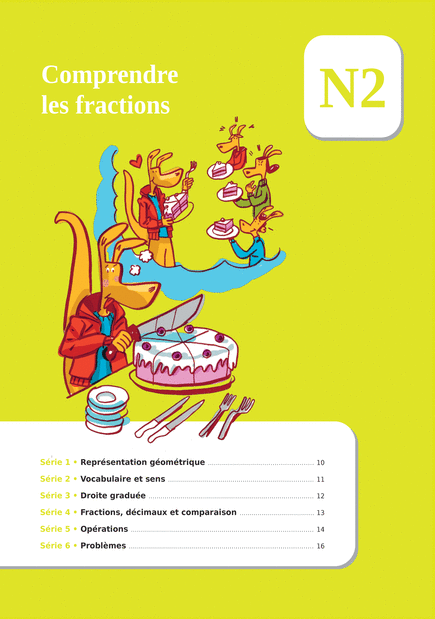 Comprendre
les fractions
N2
Série 1 • Représentation géométrique ........ 10
Série 2 • Vocabulaire et sens ........ 11
Série 3 • Droite graduée ........ 12
Série 4 • Fractions, décimaux et comparaison ........ 13
Série 5 • Opérations ........ 14
Série 6 • Problèmes ........ 16